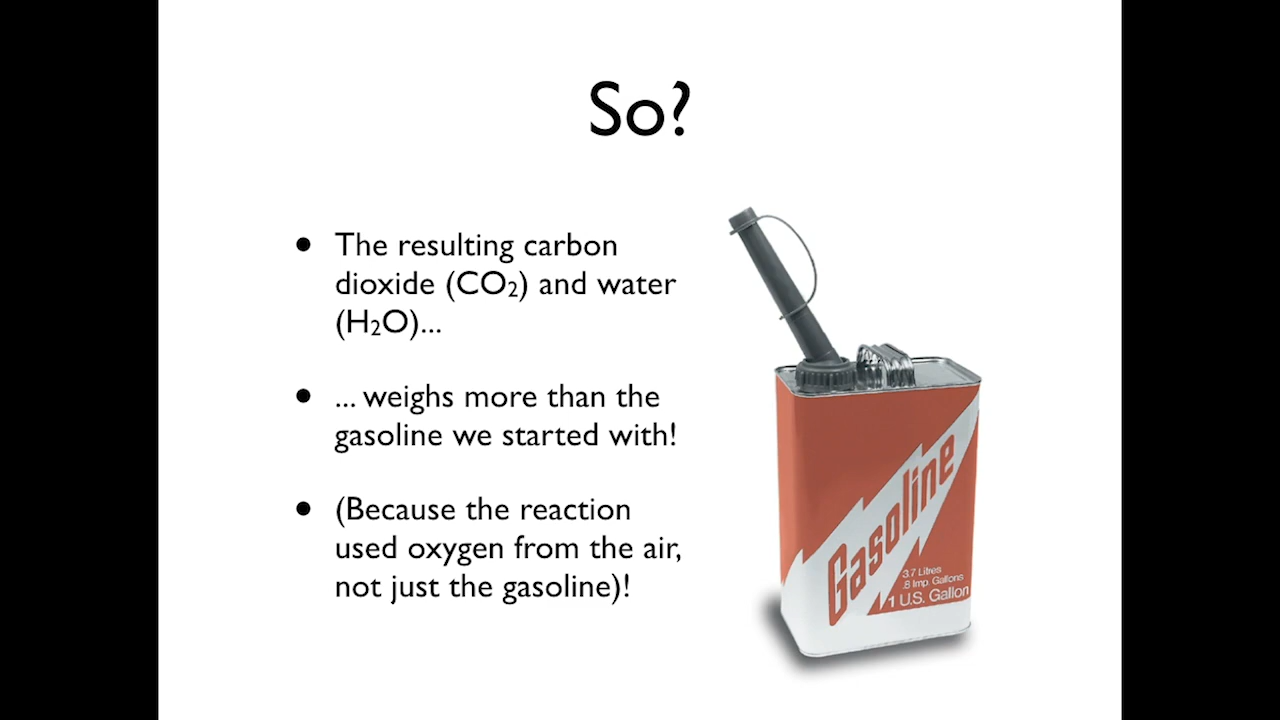 So?
• The resulting carbon
dioxide (CO₂) and water
(H₂O)...
• ... weighs more than the
gasoline we started with!
• (Because the reaction
used oxygen from the air,
not just the gasoline)!
Gasoline
3.7 Litres
.8 Imp. Gallons
1 U.S. Gallon